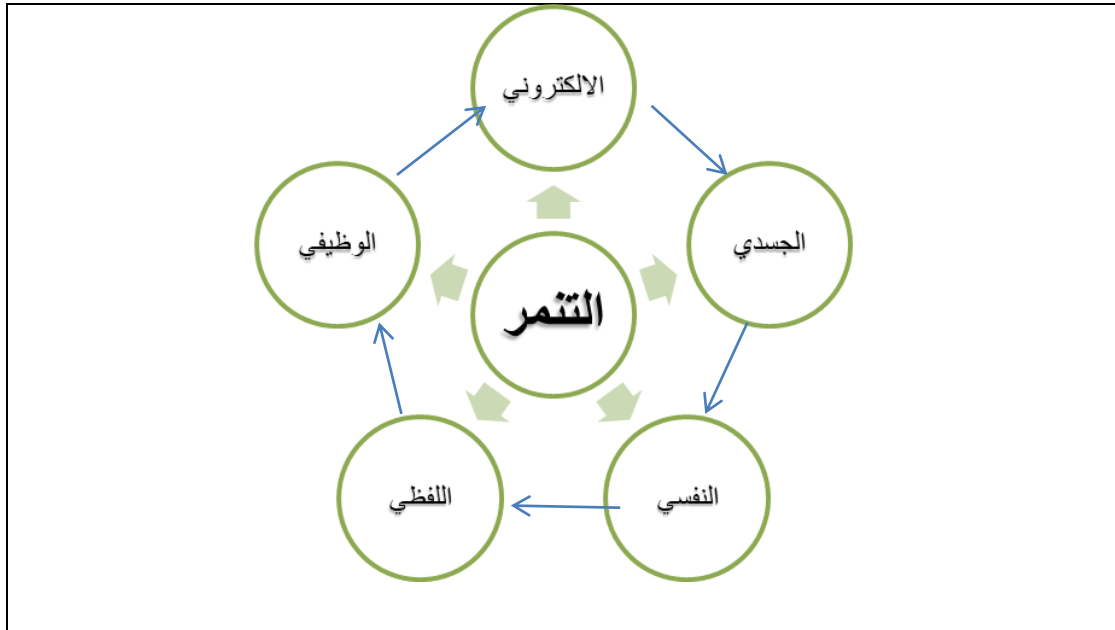 الالكتروني
الوظيفي
الجسدي
التنمر
اللفظي
النفسي